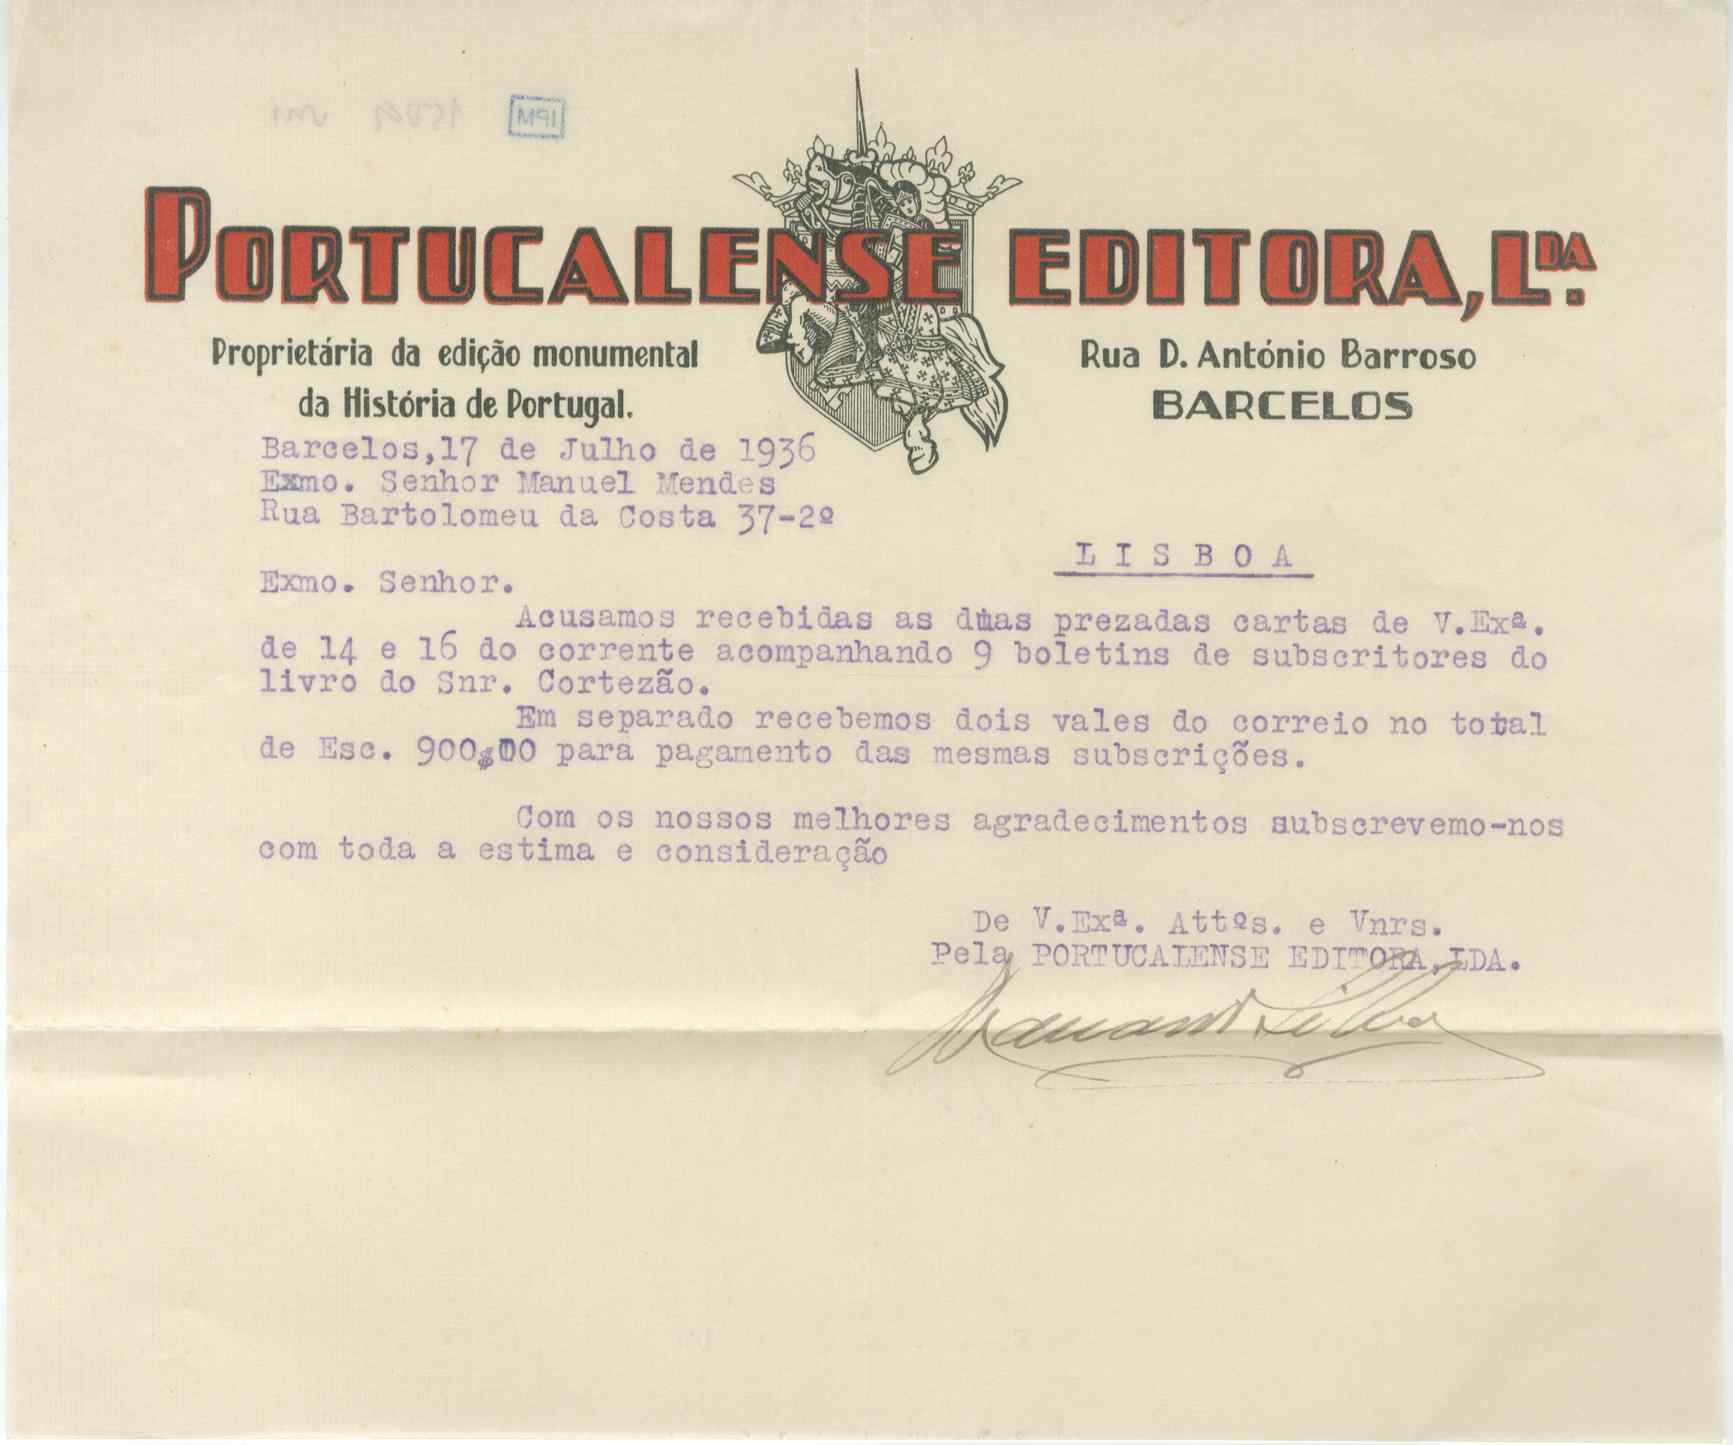 PORTUCALENSE EDITORA, LDA.
Proprietária da edição monumental
da História de Portugal.
Rua D. António Barroso
BARCELOS
Barcelos,17 de Julho de 1936
Exmo. Senhor Manuel Mendes
Rua Bartolomeu da Costa 37-2º
LISBOA
Exmo. Senhor.
Acusamos recebidas as duas prezadas cartas de V.Exª.
de 14 e 16 do corrente acompanhando 9 boletins de subscritores do
livro do Snr. Cortezão.
Em separado recebemos dois vales do correio no total
de Esc. 900$00 para pagamento das mesmas subscrições.
Com os nossos melhores agradecimentos subscrevemo-nos
com toda a estima e consideração
De V.Exª. Attºs. e Vnrs.
Pela PORTUCALENSE EDITORA,LDA.